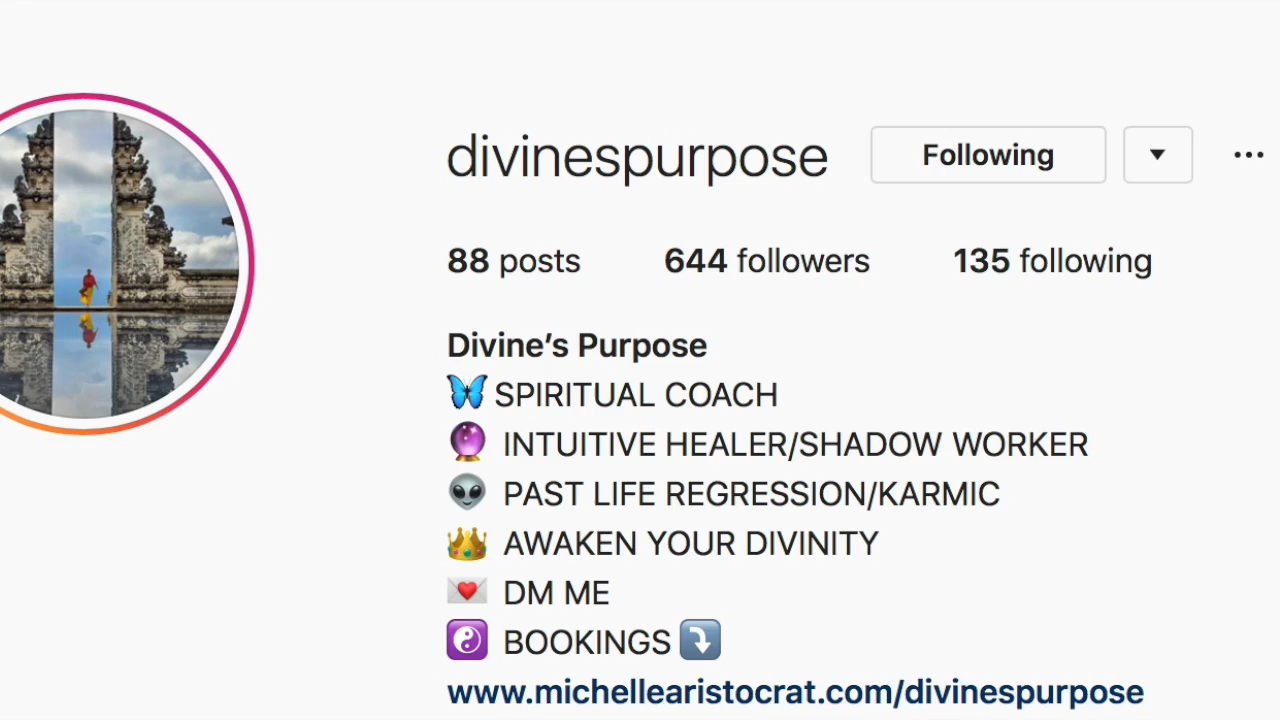 divinespurpose Following
88 posts 644 followers 135 following
Divine’s Purpose
SPIRITUAL COACH
INTUITIVE HEALER/SHADOW WORKER
PAST LIFE REGRESSION/KARMIC
AWAKEN YOUR DIVINITY
DM ME
BOOKINGS
www.michellearistocrat.com/divinespurpose